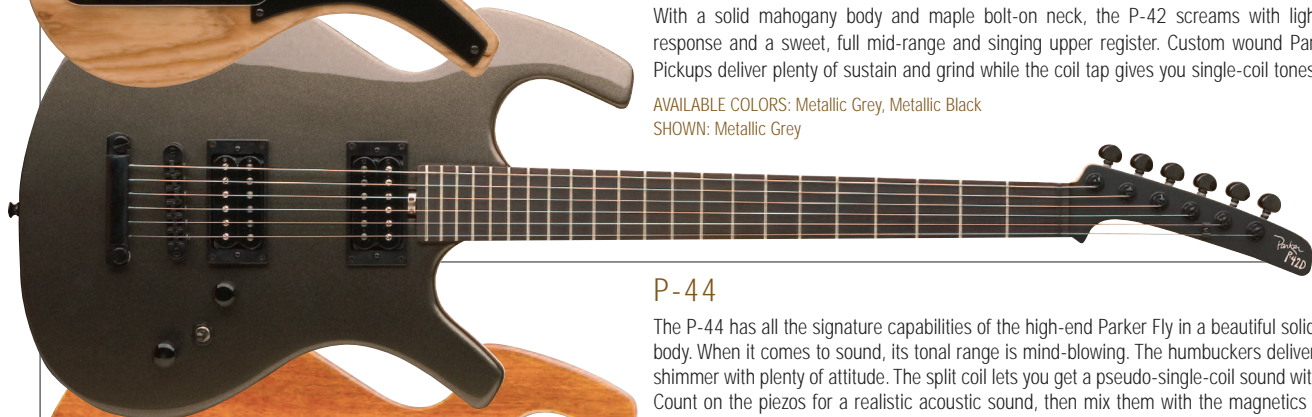 With a solid mahogany body and maple bolt-on neck, the P-42 screams with
response and a sweet, full mid-range and singing upper register. Custom wound
Pickups deliver plenty of sustain and grind while the coil tap gives you single-coil tones
AVAILABLE COLORS: Metallic Grey, Metallic Black
SHOWN: Metallic Grey
Parker
P-42D
P-44
The P-44 has all the signature capabilities of the high-end Parker Fly in a beautiful
body. When it comes to sound, its tonal range is mind-blowing. The humbuckers deliver
shimmer with plenty of attitude. The split coil lets you get a pseudo-single-coil sound
Count on the piezos for a realistic acoustic sound, then mix them with the magnetics